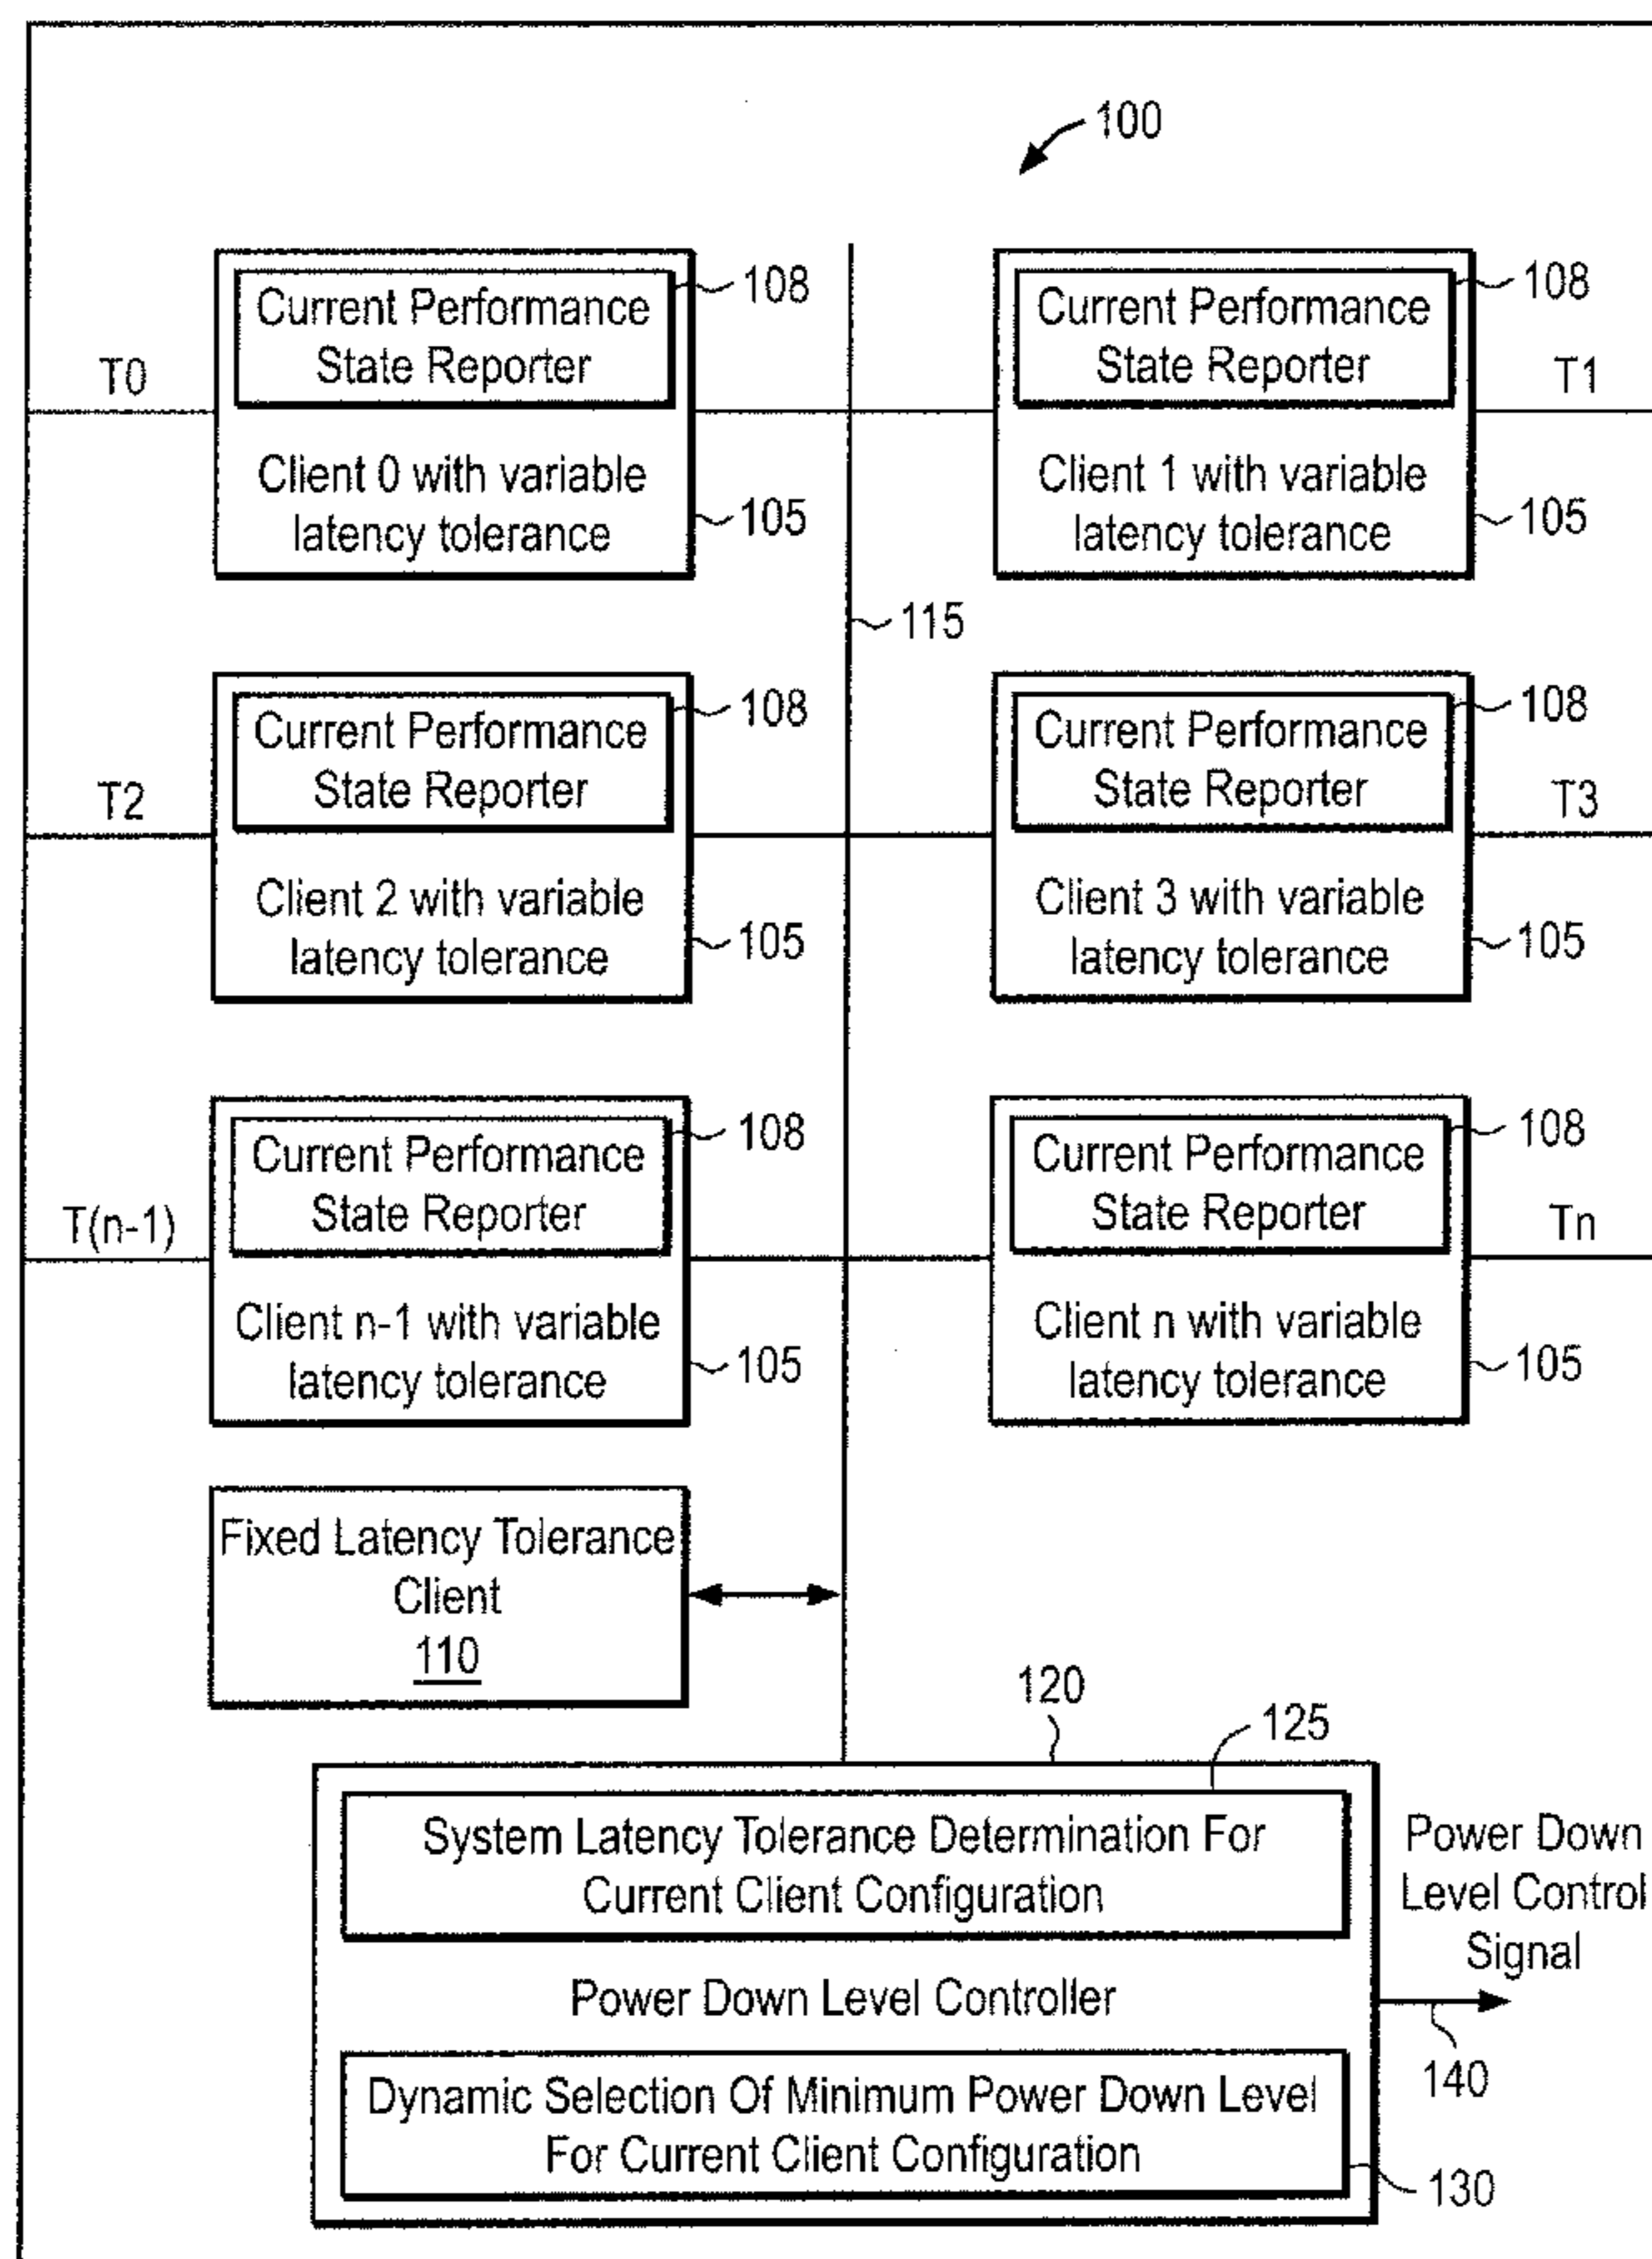 100
Current Performance
State Reporter
108
T0
Client 0 with variable
latency tolerance
105
Current Performance
State Reporter
108
T1
Client 1 with variable
latency tolerance
105
115
Current Performance
State Reporter
108
T2
Client 2 with variable
latency tolerance
105
Current Performance
State Reporter
108
T3
Client 3 with variable
latency tolerance
105
Current Performance
State Reporter
108
T(n-1)
Client n-1 with variable
latency tolerance
105
Current Performance
State Reporter
108
Tn
Client n with variable
latency tolerance
105
Fixed Latency Tolerance
Client
110
120
125
System Latency Tolerance Determination For
Current Client Configuration
Power Down Level Controller
Dynamic Selection Of Minimum Power Down Level
For Current Client Configuration
130
Power Down
Level Control
Signal
140